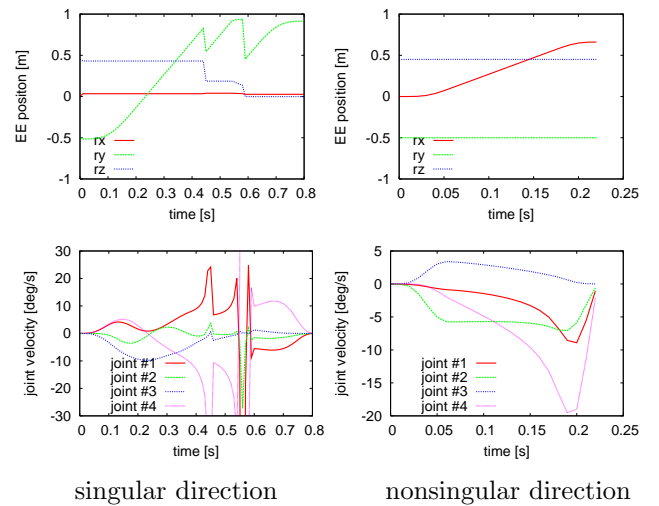 1
0.5
0
-0.5
-1
EE positon [m]
rx
ry
rz
0 0.1 0.2 0.3 0.4 0.5 0.6 0.7 0.8
time [s]
1
0.5
0
-0.5
-1
EE position [m]
rx
ry
rz
0 0.05 0.1 0.15 0.2 0.25
time [s]
30
20
10
0
-10
-20
-30
joint velocity [deg/s]
joint #1
joint #2
joint #3
joint #4
0 0.1 0.2 0.3 0.4 0.5 0.6 0.7 0.8
time [s]
5
0
-5
-10
-15
-20
joint velocity [deg/s]
joint #1
joint #2
joint #3
joint #4
0 0.05 0.1 0.15 0.2 0.25
time [s]
singular direction
nonsingular direction